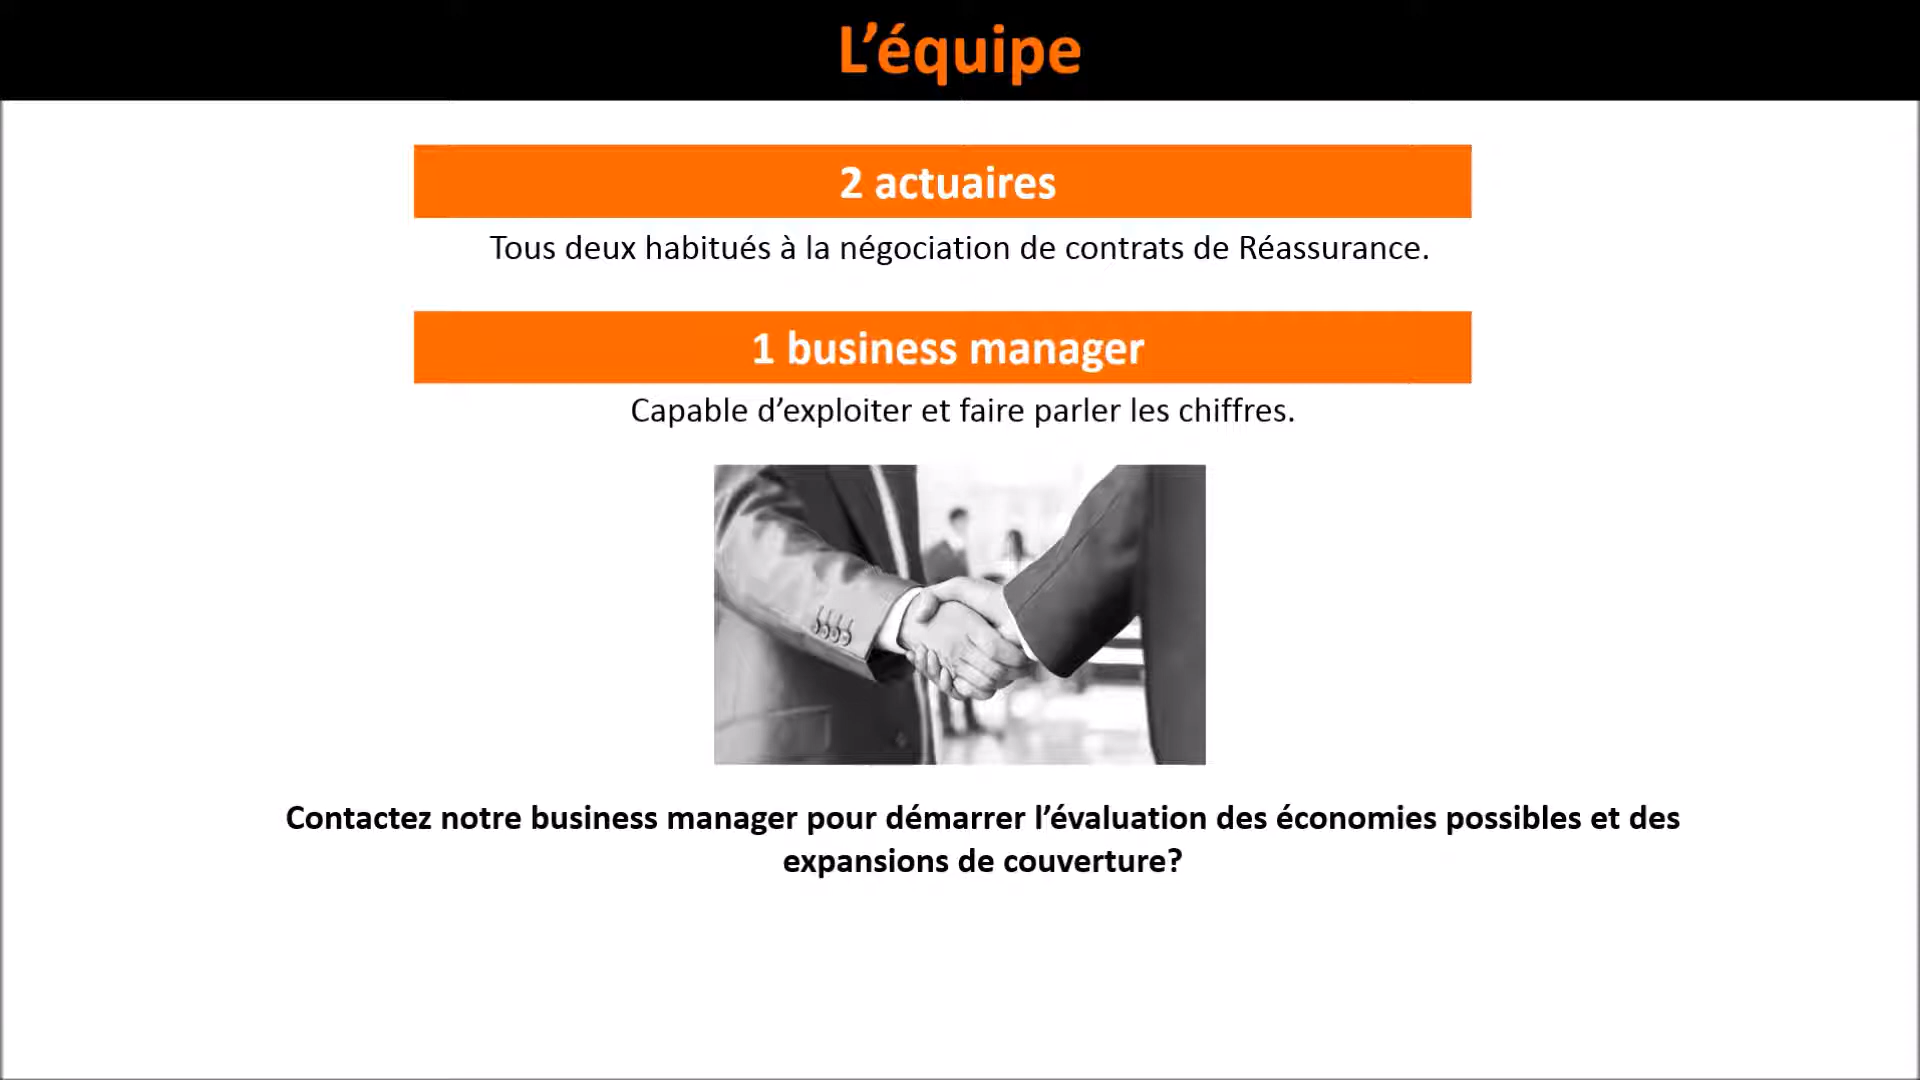 L’équipe
2 actuaires
Tous deux habitués à la négociation de contrats de Réassurance.
1 business manager
Capable d’exploiter et faire parler les chiffres.
Contactez notre business manager pour démarrer l’évaluation des économies possibles et des
expansions de couverture?